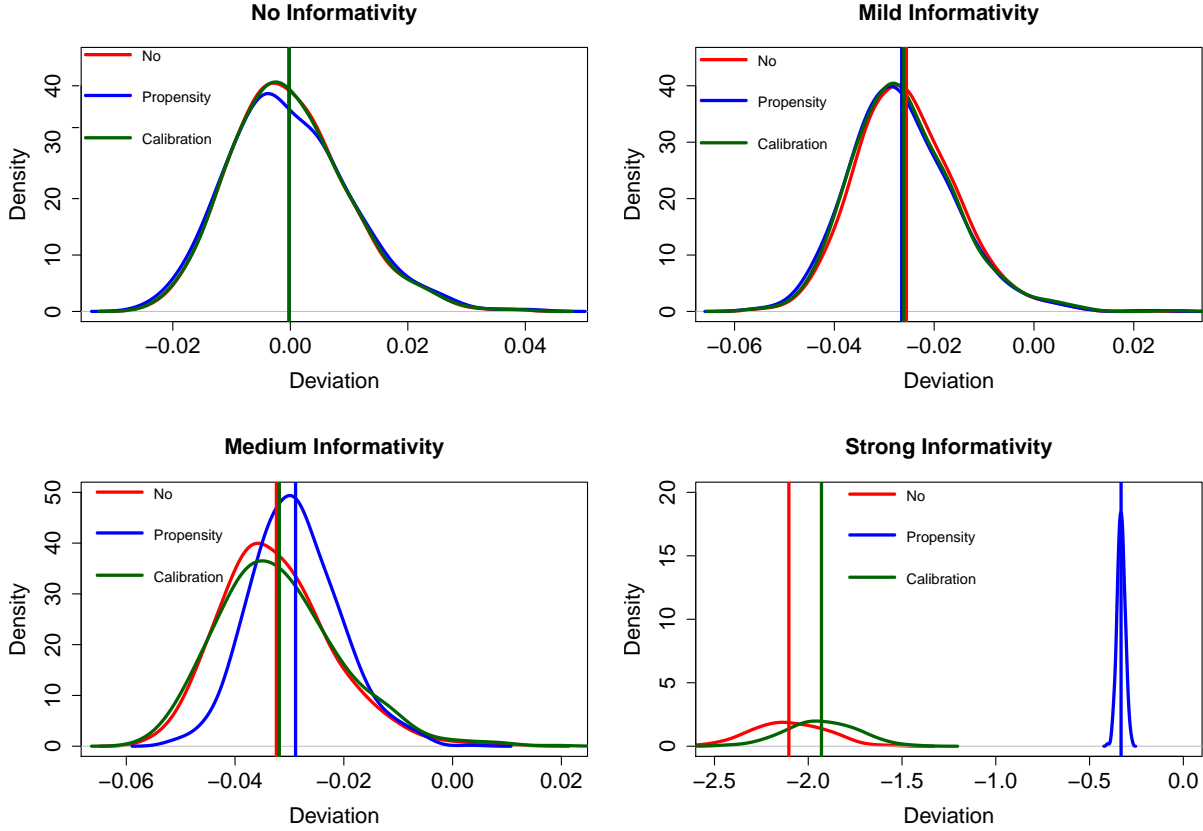 No Informativity
No
Propensity
Calibration
Density
0
10
20
30
40
−0.02
0.00
0.02
0.04
Deviation
Mild Informativity
No
Propensity
Calibration
Density
0
10
20
30
40
−0.06
−0.04
−0.02
0.00
0.02
Deviation
Medium Informativity
No
Propensity
Calibration
Density
0
10
20
30
40
50
−0.06
−0.04
−0.02
0.00
0.02
Deviation
Strong Informativity
No
Propensity
Calibration
Density
0
5
10
15
20
−2.5
−2.0
−1.5
−1.0
−0.5
0.0
Deviation